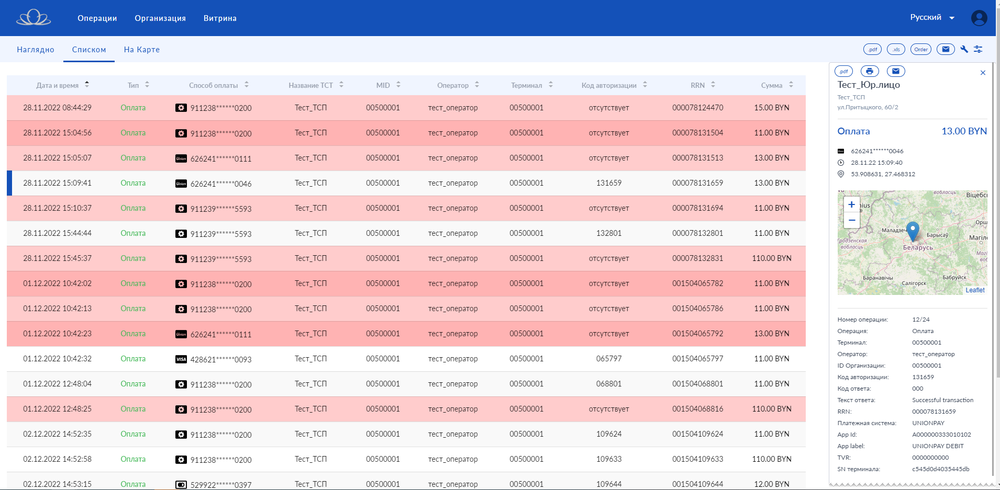 Операции Организация Витрина Русский
Наглядно Списком На Карте .pdf .xls Order
Дата и время Тип Способ оплаты Название ТСТ MID Оператор Терминал Код авторизации RRN Сумма
28.11.2022 08:44:29 Оплата 911238******0200 Тест_ТСП 00500001 тест_оператор 00500001 отсутствует 000078124470 15.00 BYN
28.11.2022 15:04:56 Оплата 911238******0200 Тест_ТСП 00500001 тест_оператор 00500001 отсутствует 000078131504 11.00 BYN
28.11.2022 15:05:07 Оплата Union 626241******0111 Тест_ТСП 00500001 тест_оператор 00500001 отсутствует 000078131513 13.00 BYN
28.11.2022 15:09:41 Оплата Union 626241******0046 Тест_ТСП 00500001 тест_оператор 00500001 131659 000078131659 13.00 BYN
28.11.2022 15:10:37 Оплата 911239******5593 Тест_ТСП 00500001 тест_оператор 00500001 отсутствует 000078131694 11.00 BYN
28.11.2022 15:44:44 Оплата 911239******5593 Тест_ТСП 00500001 тест_оператор 00500001 132801 000078132801 11.00 BYN
28.11.2022 15:45:37 Оплата 911239******5593 Тест_ТСП 00500001 тест_оператор 00500001 отсутствует 000078132831 110.00 BYN
01.12.2022 10:42:02 Оплата 911238******0200 Тест_ТСП 00500001 тест_оператор 00500001 отсутствует 001504065782 11.00 BYN
01.12.2022 10:42:13 Оплата 911238******0200 Тест_ТСП 00500001 тест_оператор 00500001 отсутствует 001504065786 11.00 BYN
01.12.2022 10:42:23 Оплата Union 626241******0111 Тест_ТСП 00500001 тест_оператор 00500001 отсутствует 001504065792 13.00 BYN
01.12.2022 10:42:32 Оплата VISA 428621******0093 Тест_ТСП 00500001 тест_оператор 00500001 065797 001504065797 11.00 BYN
01.12.2022 12:48:04 Оплата 911238******0200 Тест_ТСП 00500001 тест_оператор 00500001 068801 001504068801 11.00 BYN
01.12.2022 12:48:25 Оплата 911238******0200 Тест_ТСП 00500001 тест_оператор 00500001 отсутствует 001504068816 110.00 BYN
02.12.2022 14:52:35 Оплата 911238******0200 Тест_ТСП 00500001 тест_оператор 00500001 109624 001504109624 11.00 BYN
02.12.2022 14:52:58 Оплата 911238******0200 Тест_ТСП 00500001 тест_оператор 00500001 109633 001504109633 110.00 BYN
02.12.2022 14:53:15 Оплата 529922******0397 Тест_ТСП 00500001 тест_оператор 00500001 109644 001504109644 12.00 BYN
.pdf
Тест_Юр.лицо
Тест_ТСП
ул.Притыцкого, 60/2
Оплата 13.00 BYN
626241******0046
28.11.22 15:09:40
53.908631, 27.468312
вобласць
Віцебс
+
nius
−
Орш
Маладзеч
Барысаў
Магілё
Гродзенская
вобласць
Беларусь
Магі
воб
Баранавічы
Бабруйск
Салігорск
Leaflet
Номер операции: 12/24
Операция: Оплата
Терминал: 00500001
Оператор: тест_оператор
ID Организации: 00500001
Код авторизации: 131659
Код ответа: 000
Текст ответа: Successful transaction
RRN: 000078131659
Платежная система: UNIONPAY
App Id: A000000333010102
App label: UNIONPAY DEBIT
TVR: 0000000000
SN терминала: c545d0d4035445db